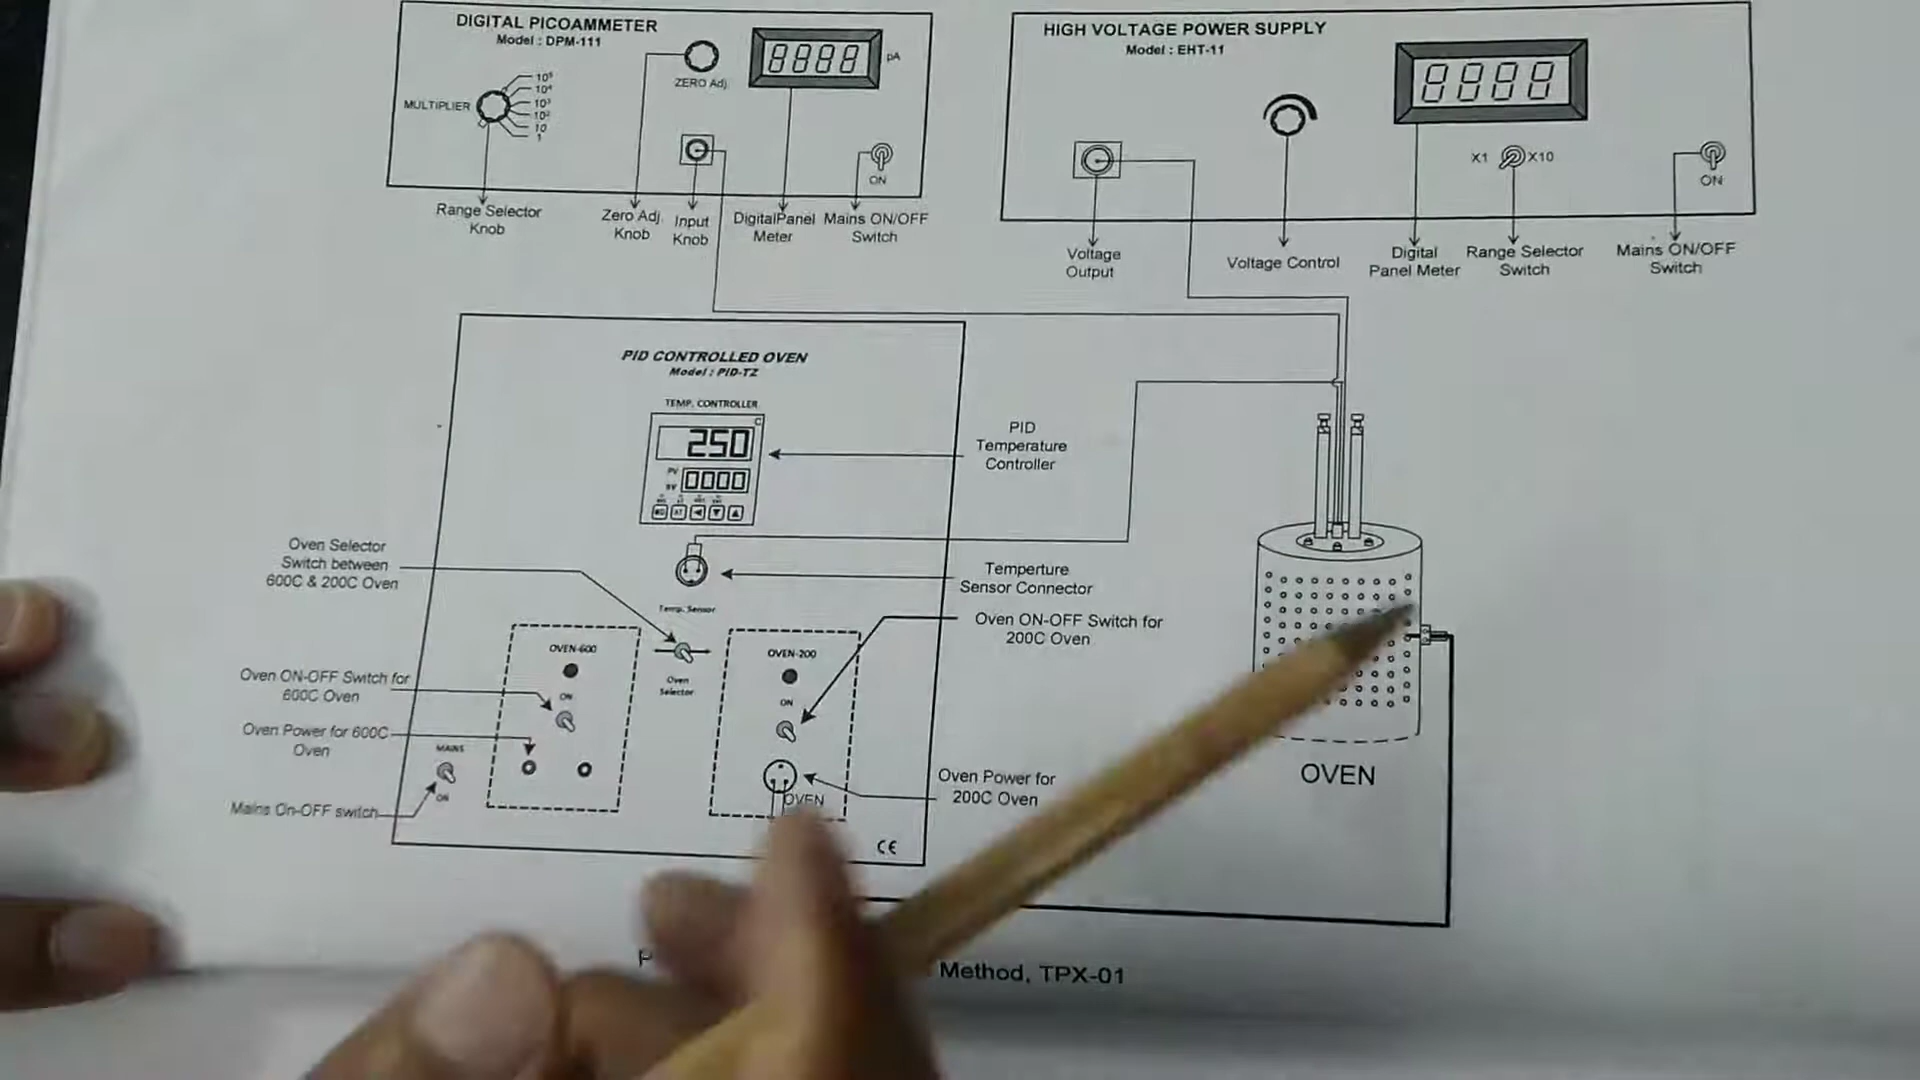 DIGITAL PICOAMMETER
Model : DPM-111
MULTIPLIER
10⁵
10⁴
10³
10²
10
1
ZERO Adj.
8888
pA
ON
Range Selector
Knob
Zero Adj.
Knob
Input
Knob
DigitalPanel
Meter
Mains ON/OFF
Switch
HIGH VOLTAGE POWER SUPPLY
Model : EHT-11
8888
X1
X10
ON
Voltage
Output
Voltage Control
Digital
Panel Meter
Range Selector
Switch
Mains ON/OFF
Switch
PID CONTROLLED OVEN
Model : PID-TZ
TEMP. CONTROLLER
C
250
PV
SV
0000
AT
PID
Temperature
Controller
Temp. Sensor
Temperture
Sensor Connector
Oven Selector
Switch between
600C & 200C Oven
Oven ON-OFF Switch for
200C Oven
OVEN-600
ON
Oven
Selector
OVEN-200
ON
OVEN
Oven ON-OFF Switch for
600C Oven
Oven Power for 600C
Oven
MAINS
ON
Mains On-OFF switch
Oven Power for
200C Oven
CE
OVEN
Method, TPX-01